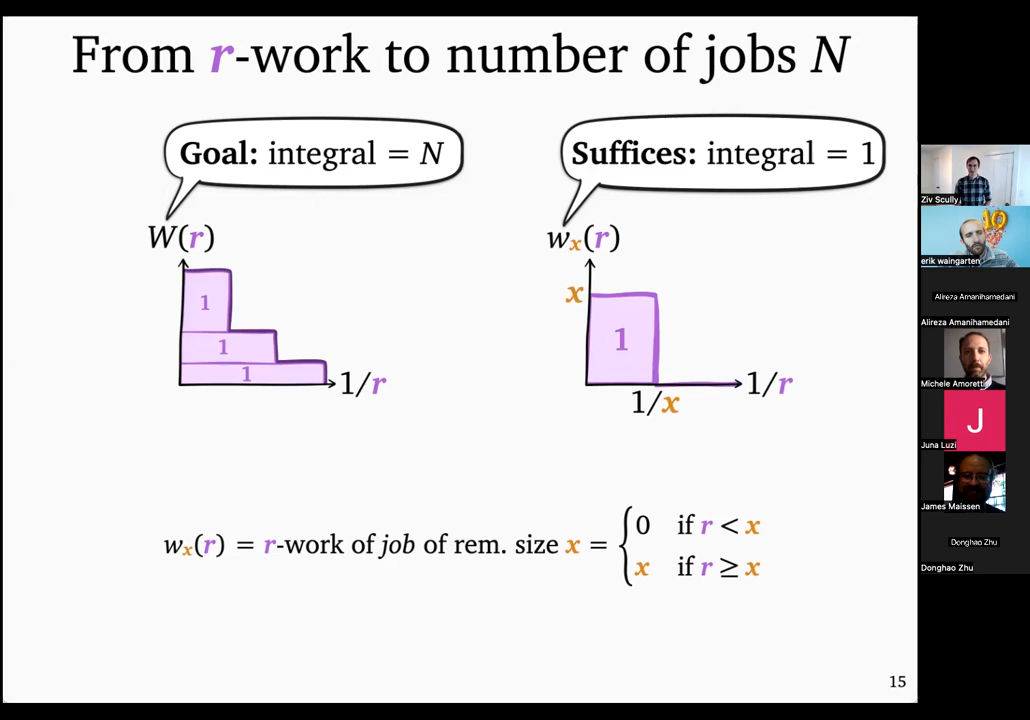 From r-work to number of jobs N
Goal: integral = N
Suffices: integral = 1
W(r)
1
1
1
1/r
wₓ(r)
x
1
1/x
1/r
wₓ(r) = r-work of job of rem. size x = { 0 if r < x
x if r ≥ x
15
Ziv Scully
10
erik waingarten
Alireza Amanihamedani
Alireza Amanihamedani
Michele Amoretti
J
Juna Luzi
James Maissen
Donghao Zhu
Donghao Zhu